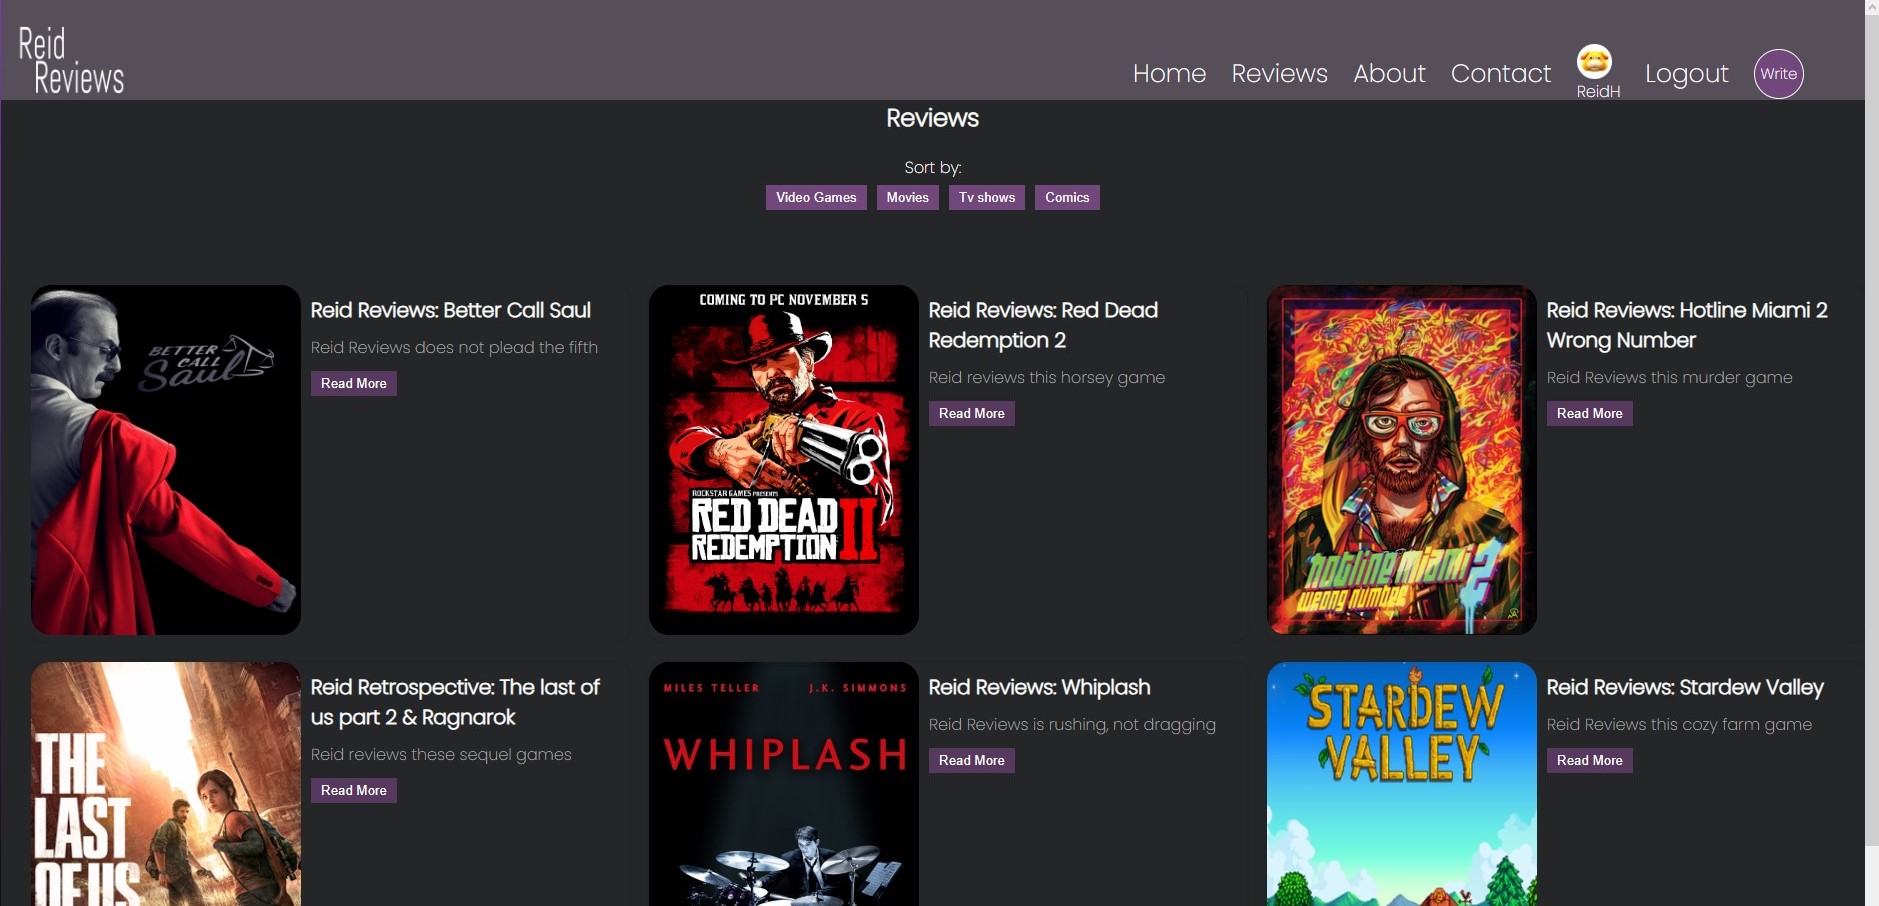 Reid
Reviews
Home Reviews About Contact ReidH Logout Write
Reviews
Sort by:
Video Games Movies Tv shows Comics
BETTER
CALL
Saul
Reid Reviews: Better Call Saul
Reid Reviews does not plead the fifth
Read More
COMING TO PC NOVEMBER 5
ROCKSTAR GAMES PRESENTS
RED DEAD
REDEMPTION II
Reid Reviews: Red Dead
Redemption 2
Reid reviews this horsey game
Read More
hotline miami 2
wrong number
Reid Reviews: Hotline Miami 2
Wrong Number
Reid Reviews this murder game
Read More
THE
LAST
OF US
Reid Retrospective: The last of
us part 2 & Ragnarok
Reid reviews these sequel games
Read More
MILES TELLER J.K. SIMMONS
WHIPLASH
Reid Reviews: Whiplash
Reid Reviews is rushing, not dragging
Read More
STARDEW
VALLEY
Reid Reviews: Stardew Valley
Reid Reviews this cozy farm game
Read More